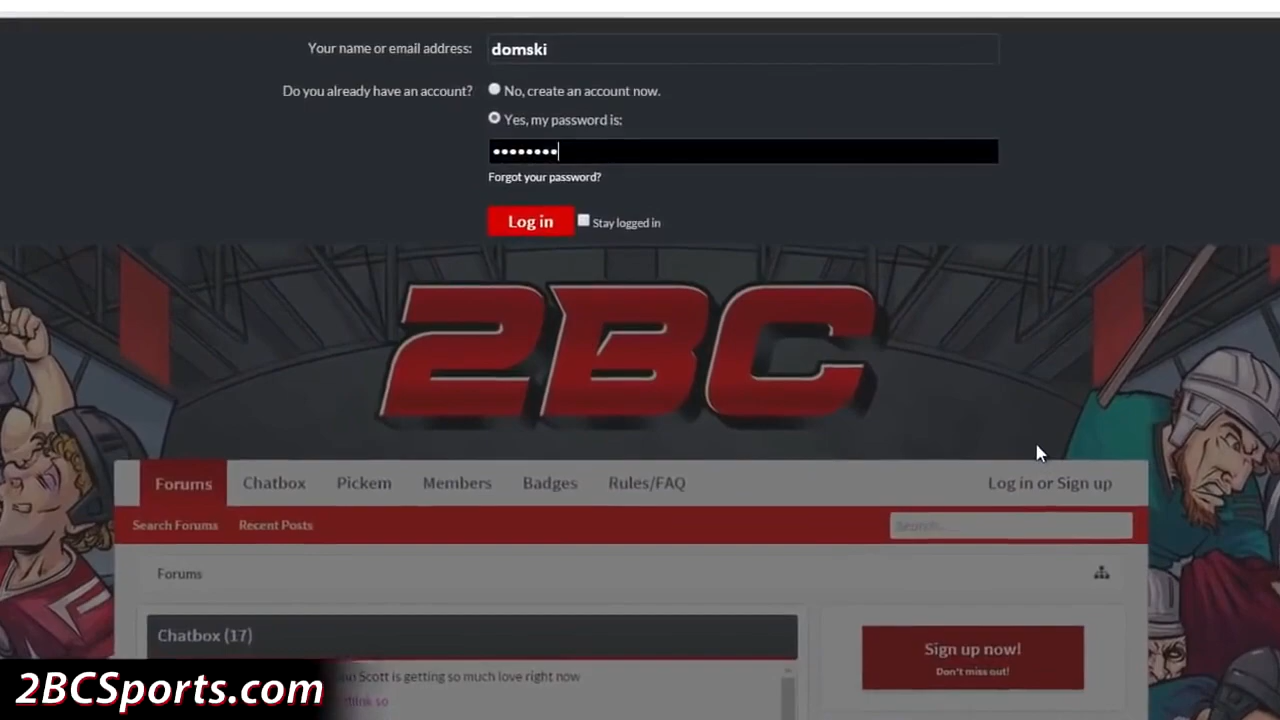 Your name or email address:
domski
Do you already have an account?
No, create an account now.
Yes, my password is:
••••••••
Forgot your password?
Log in
Stay logged in
2BC
Forums
Chatbox
Pickem
Members
Badges
Rules/FAQ
Log in or Sign up
Search Forums
Recent Posts
Search...
Forums
Chatbox (17)
Sign up now!
Don't miss out!
Scott is getting so much love right now
so
2BCSports.com